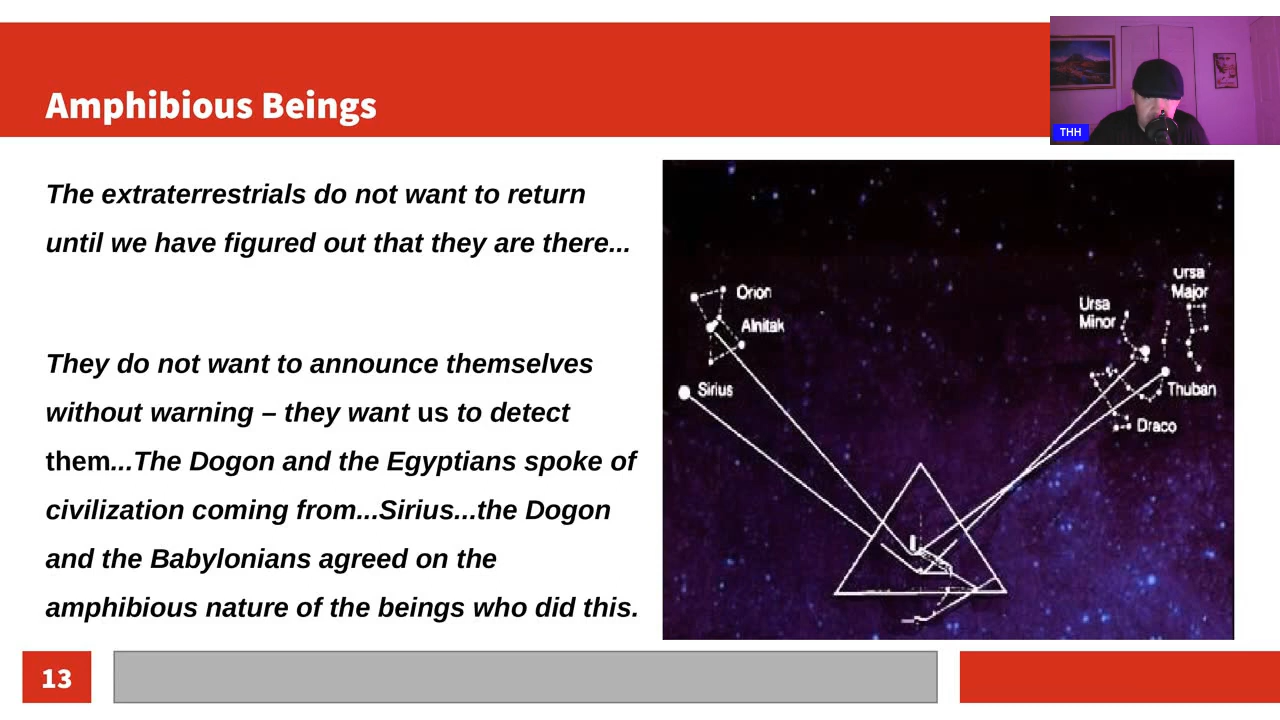 Amphibious Beings
THH
The extraterrestrials do not want to return
until we have figured out that they are there...
They do not want to announce themselves
without warning – they want us to detect
them...The Dogon and the Egyptians spoke of
civilization coming from...Sirius...the Dogon
and the Babylonians agreed on the
amphibious nature of the beings who did this.
Orion
Alnitak
Sirius
Ursa
Major
Ursa
Minor
Thuban
Draco
13